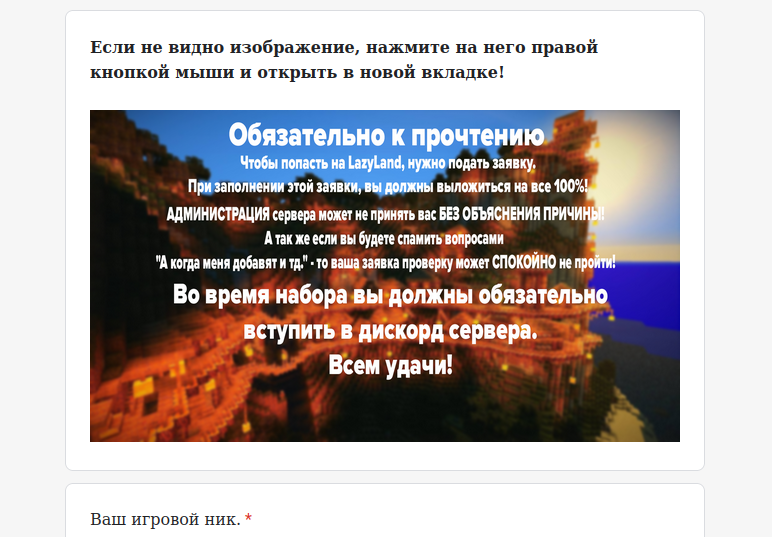 Если не видно изображение, нажмите на него правой
кнопкой мыши и открыть в новой вкладке!
Обязательно к прочтению
Чтобы попасть на LazyLand, нужно подать заявку.
При заполнении этой заявки, вы должны выложиться на все 100%!
АДМИНИСТРАЦИЯ сервера может не принять вас БЕЗ ОБЪЯСНЕНИЯ ПРИЧИНЫ!
А так же если вы будете спамить вопросами
"А когда меня добавят и тд." - то ваша заявка проверку может СПОКОЙНО не пройти!
Во время набора вы должны обязательно
вступить в дискорд сервера.
Всем удачи!
Ваш игровой ник. *